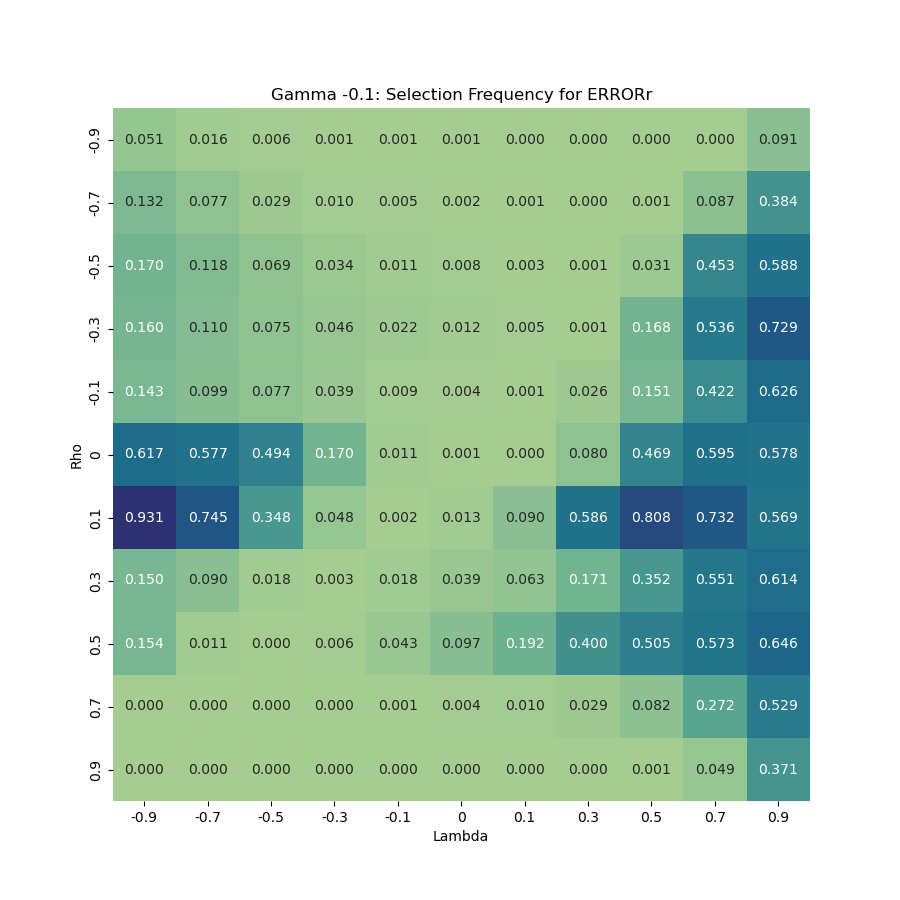 Gamma -0.1: Selection Frequency for ERRORr
-0.9 0.051 0.016 0.006 0.001 0.001 0.001 0.000 0.000 0.000 0.000 0.091
-0.7 0.132 0.077 0.029 0.010 0.005 0.002 0.001 0.000 0.001 0.087 0.384
-0.5 0.170 0.118 0.069 0.034 0.011 0.008 0.003 0.001 0.031 0.453 0.588
-0.3 0.160 0.110 0.075 0.046 0.022 0.012 0.005 0.001 0.168 0.536 0.729
-0.1 0.143 0.099 0.077 0.039 0.009 0.004 0.001 0.026 0.151 0.422 0.626
Rho
0 0.617 0.577 0.494 0.170 0.011 0.001 0.000 0.080 0.469 0.595 0.578
0.1 0.931 0.745 0.348 0.048 0.002 0.013 0.090 0.586 0.808 0.732 0.569
0.3 0.150 0.090 0.018 0.003 0.018 0.039 0.063 0.171 0.352 0.551 0.614
0.5 0.154 0.011 0.000 0.006 0.043 0.097 0.192 0.400 0.505 0.573 0.646
0.7 0.000 0.000 0.000 0.000 0.001 0.004 0.010 0.029 0.082 0.272 0.529
0.9 0.000 0.000 0.000 0.000 0.000 0.000 0.000 0.000 0.001 0.049 0.371
-0.9 -0.7 -0.5 -0.3 -0.1 0 0.1 0.3 0.5 0.7 0.9
Lambda